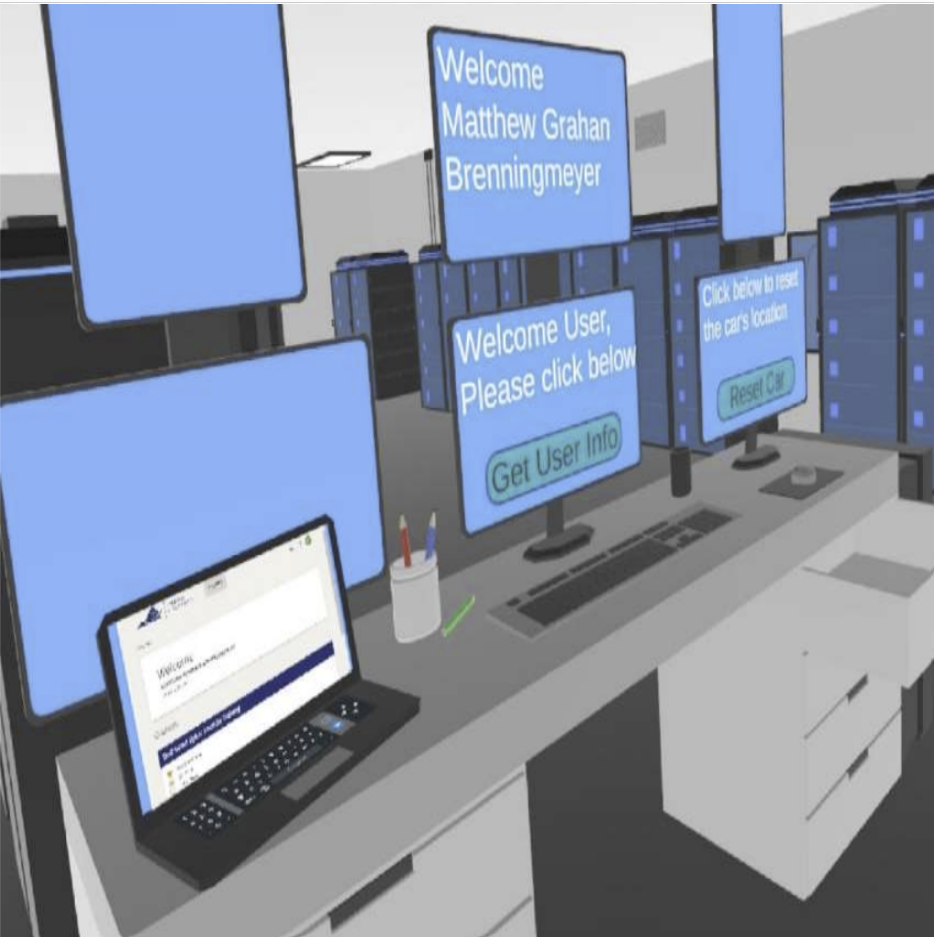 Welcome
Matthew Grahan
Brenningmeyer
Welcome User,
Please click below
Get User Info
Click below to reset
the car's location
Reset Car
Welcome